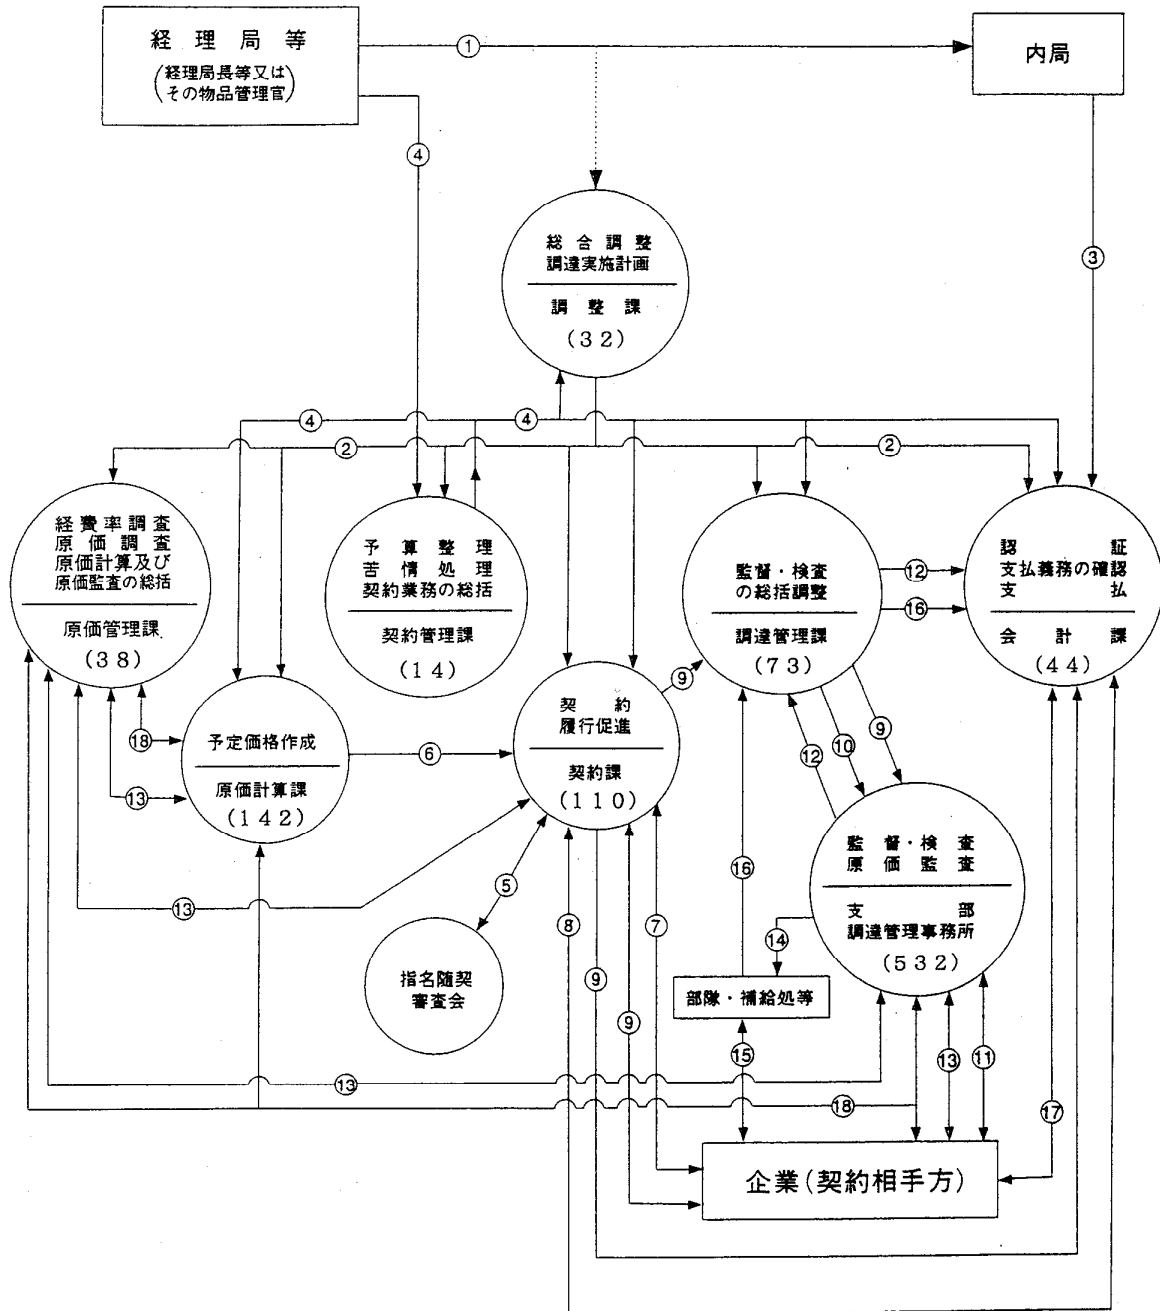 経理局等
(経理局長等又は
その物品管理官)
①
内局
④
③
総合調整
調達実施計画
調整課
(32)
④
④
②
②
経費率調査
原価調査
原価計算及び
原価監査の総括
原価管理課
(38)
予算整理
苦情処理
契約業務の総括
契約管理課
(14)
監督・検査
の総括調整
調達管理課
(73)
⑫
⑯
認証
支払義務の確認
支払
会計課
(44)
⑱
⑬
予定価格作成
原価計算課
(142)
⑥
契約
履行促進
契約課
(110)
⑨
⑫
⑩
⑨
監督・検査
原価監査
支部
調達管理事務所
(532)
⑬
⑤
指名随契
審査会
⑧
⑨
⑨
⑦
⑯
⑭
部隊・補給処等
⑮
⑬
⑪
⑬
⑱
⑰
企業(契約相手方)